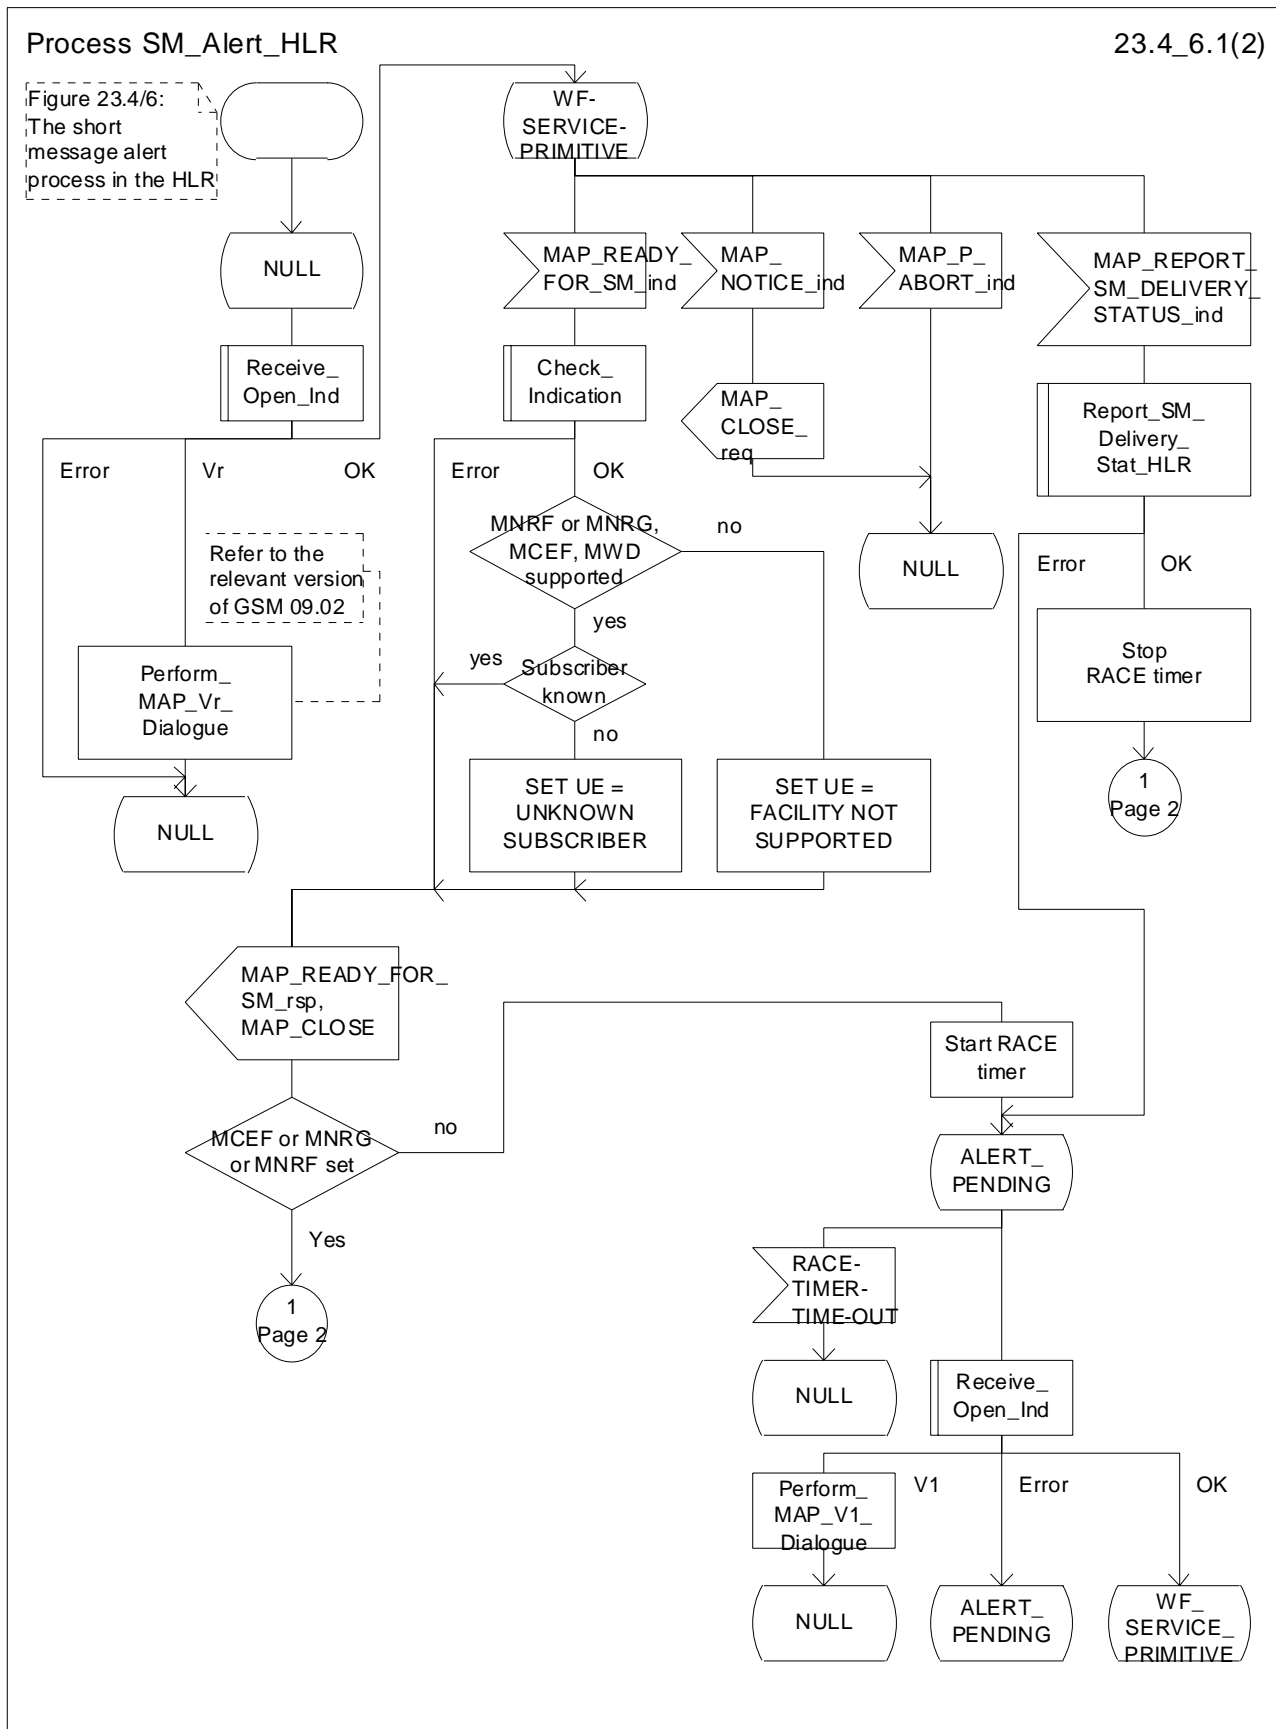 Process SM_Alert_HLR
23.4_6.1(2)
Figure 23.4/6:
The short
message alert
process in the HLR
WF-
SERVICE-
PRIMITIVE
NULL
MAP_READY_
FOR_SM_ind
MAP_
NOTICE_ind
MAP_P_
ABORT_ind
MAP_REPORT_
SM_DELIVERY_
STATUS_ind
Receive_
Open_Ind
Check_
Indication
MAP_
CLOSE_
req
Report_SM_
Delivery_
Stat_HLR
Error
Vr
OK
Error
OK
MNRF or MNRG,
MCEF, MWD
supported
no
NULL
Error
OK
Refer to the
relevant version
of GSM 09.02
yes
Stop
RACE timer
yes
Subscriber
known
Perform_
MAP_Vr_
Dialogue
no
SET UE =
UNKNOWN
SUBSCRIBER
SET UE =
FACILITY NOT
SUPPORTED
1
Page 2
NULL
MAP_READY_FOR_
SM_rsp,
MAP_CLOSE
Start RACE
timer
MCEF or MNRG
or MNRF set
no
ALERT_
PENDING
Yes
RACE-
TIMER-
TIME-OUT
1
Page 2
NULL
Receive_
Open_Ind
Perform_
MAP_V1_
Dialogue
V1
Error
OK
NULL
ALERT_
PENDING
WF_
SERVICE_
PRIMITIVE